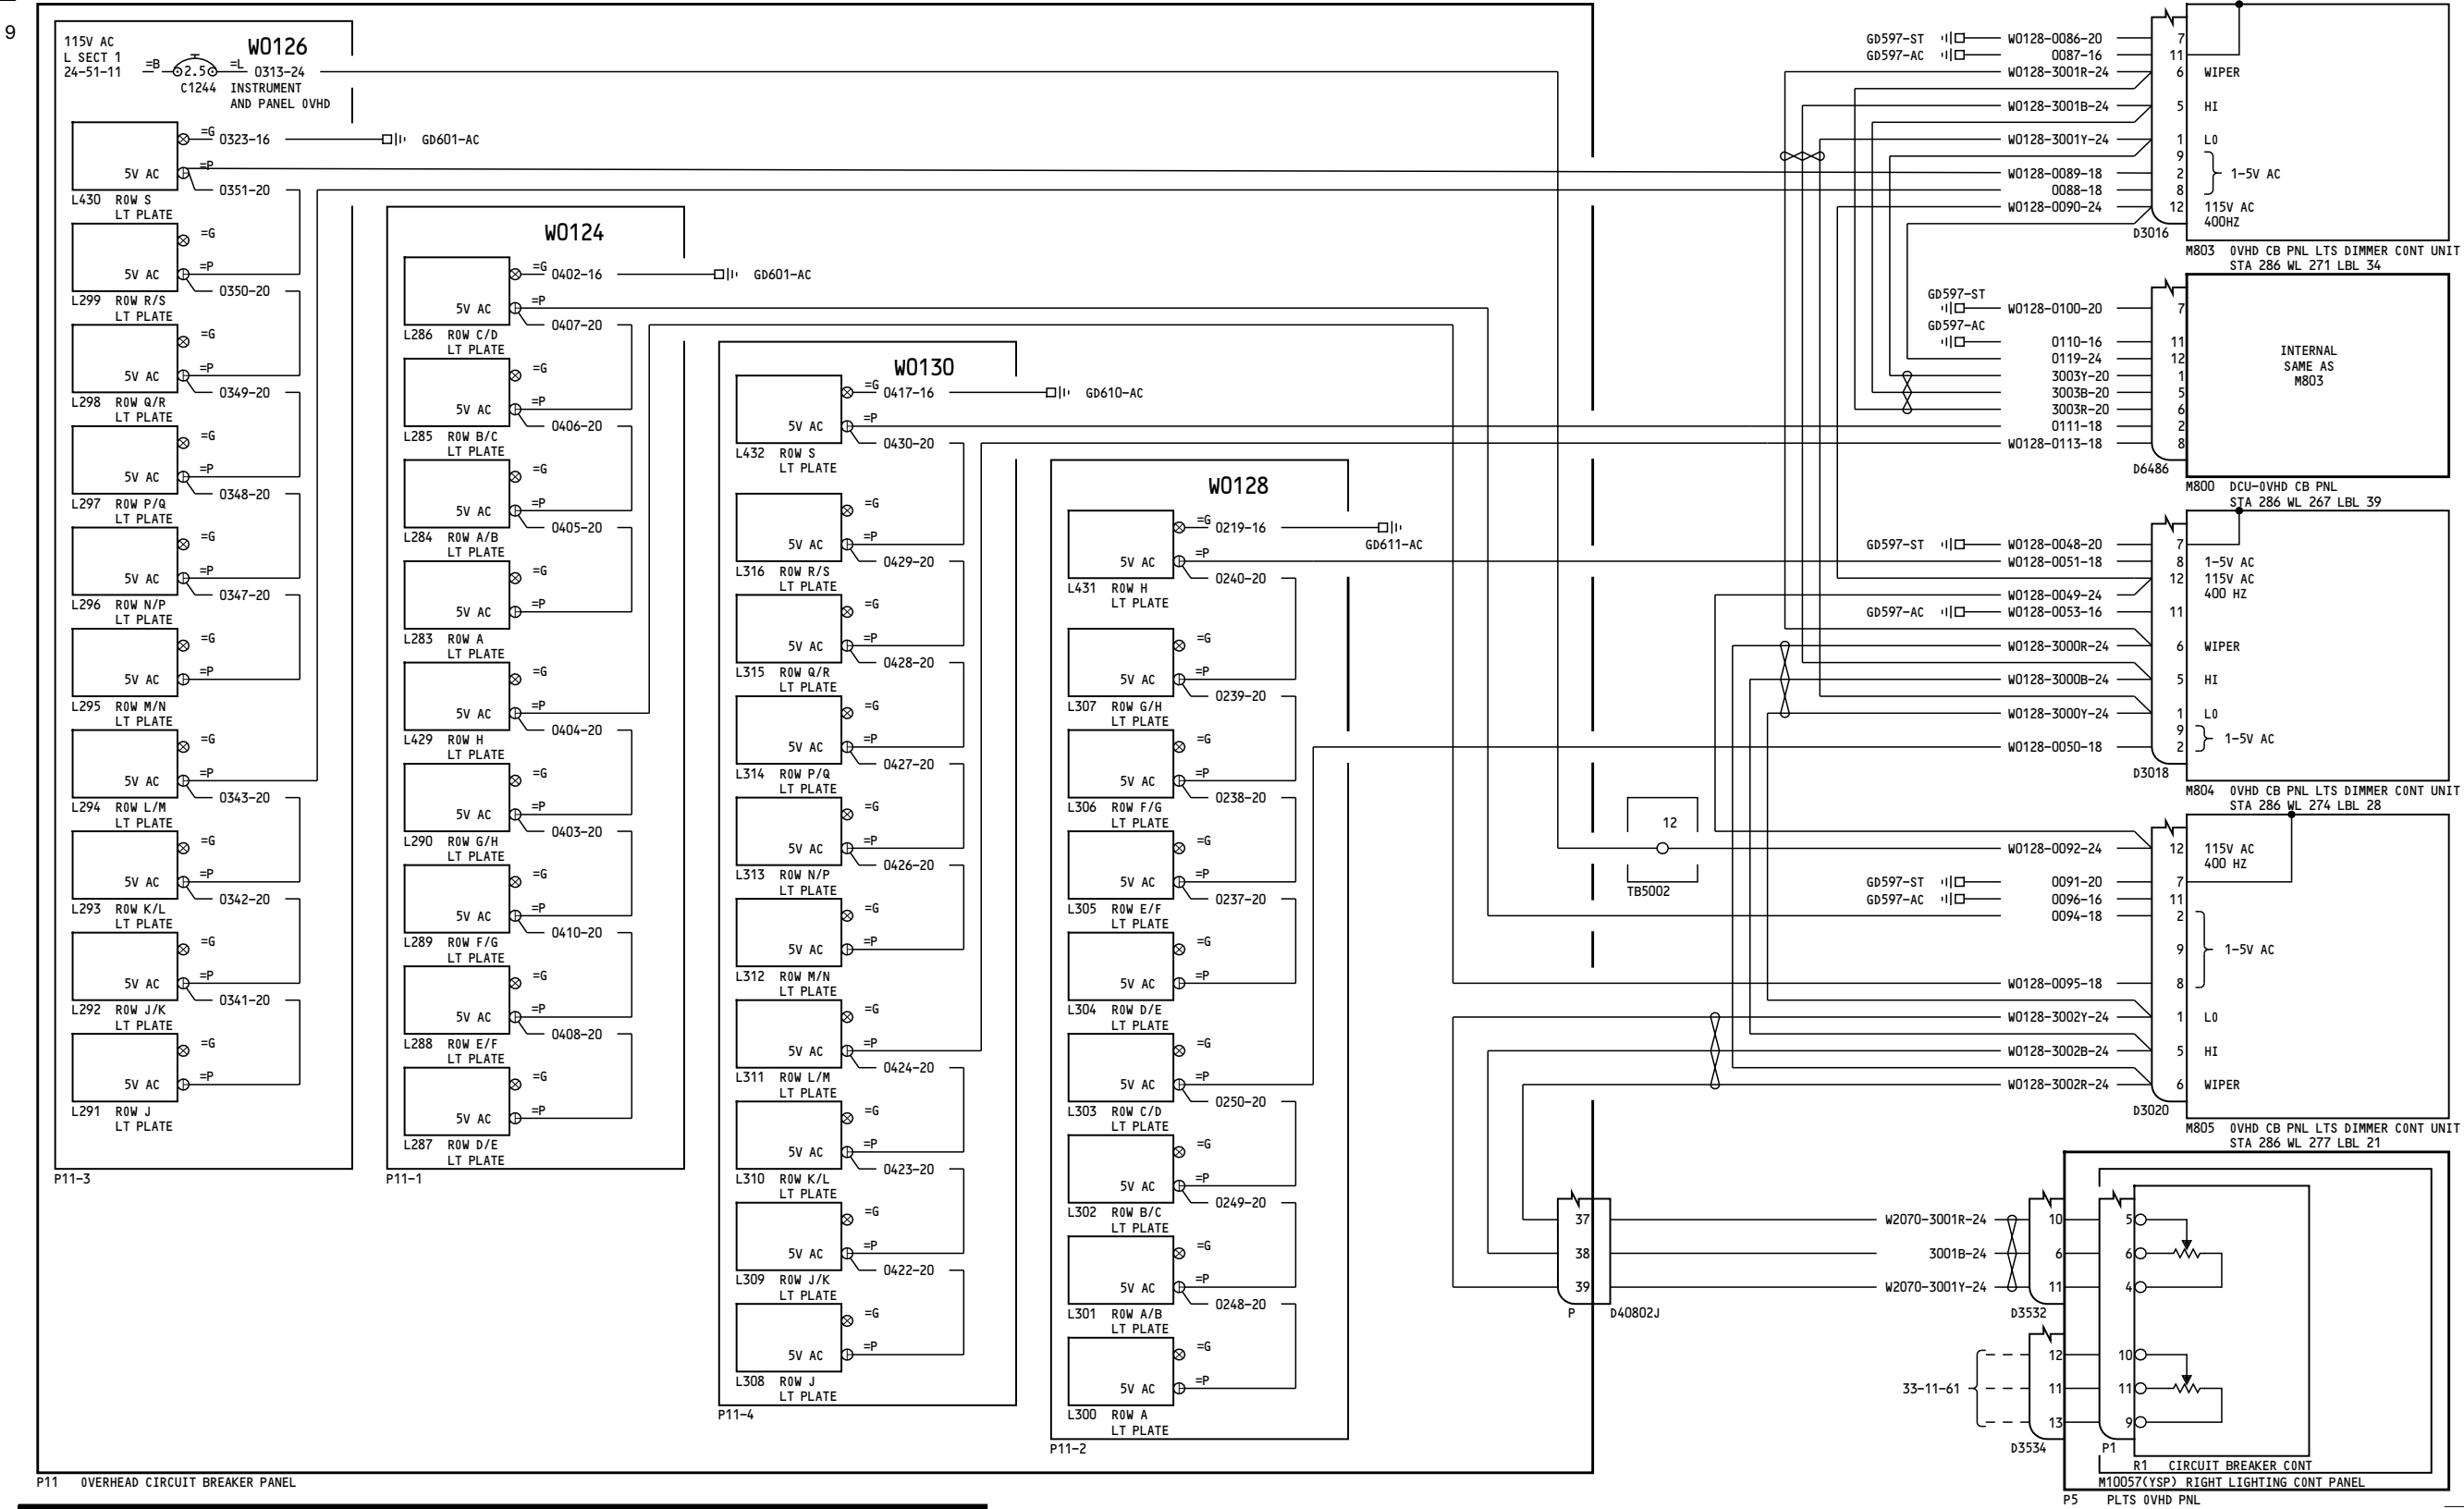 9
115V AC
L SECT 1
24-51-11
=B
2.5
C1244
=L
W0126
0313-24
INSTRUMENT
AND PANEL 0VHD
=G 0323-16
GD601-AC
5V AC
=P
0351-20
L430 ROW S
LT PLATE
=G
5V AC
=P
0350-20
L299 ROW R/S
LT PLATE
=G
5V AC
=P
0349-20
L298 ROW Q/R
LT PLATE
=G
5V AC
=P
0348-20
L297 ROW P/Q
LT PLATE
=G
5V AC
=P
0347-20
L296 ROW N/P
LT PLATE
=G
5V AC
=P
L295 ROW M/N
LT PLATE
=G
5V AC
=P
0343-20
L294 ROW L/M
LT PLATE
=G
5V AC
=P
0342-20
L293 ROW K/L
LT PLATE
=G
5V AC
=P
0341-20
L292 ROW J/K
LT PLATE
=G
5V AC
=P
L291 ROW J
LT PLATE
P11-3
W0124
=G 0402-16
GD601-AC
5V AC
=P
0407-20
L286 ROW C/D
LT PLATE
=G
5V AC
=P
0406-20
L285 ROW B/C
LT PLATE
=G
5V AC
=P
0405-20
L284 ROW A/B
LT PLATE
=G
5V AC
=P
L283 ROW A
LT PLATE
=G
5V AC
=P
0404-20
L429 ROW H
LT PLATE
=G
5V AC
=P
0403-20
L290 ROW G/H
LT PLATE
=G
5V AC
=P
0410-20
L289 ROW F/G
LT PLATE
=G
5V AC
=P
0408-20
L288 ROW E/F
LT PLATE
=G
5V AC
=P
L287 ROW D/E
LT PLATE
P11-1
W0130
=G 0417-16
GD610-AC
5V AC
=P
0430-20
L432 ROW S
LT PLATE
=G
5V AC
=P
0429-20
L316 ROW R/S
LT PLATE
=G
5V AC
=P
0428-20
L315 ROW Q/R
LT PLATE
=G
5V AC
=P
0427-20
L314 ROW P/Q
LT PLATE
=G
5V AC
=P
0426-20
L313 ROW N/P
LT PLATE
=G
5V AC
=P
L312 ROW M/N
LT PLATE
=G
5V AC
=P
0424-20
L311 ROW L/M
LT PLATE
=G
5V AC
=P
0423-20
L310 ROW K/L
LT PLATE
=G
5V AC
=P
0422-20
L309 ROW J/K
LT PLATE
=G
5V AC
=P
L308 ROW J
LT PLATE
P11-4
W0128
=G 0219-16
GD611-AC
5V AC
=P
0240-20
L431 ROW H
LT PLATE
=G
5V AC
=P
0239-20
L307 ROW G/H
LT PLATE
=G
5V AC
=P
0238-20
L306 ROW F/G
LT PLATE
=G
5V AC
=P
0237-20
L305 ROW E/F
LT PLATE
=G
5V AC
=P
L304 ROW D/E
LT PLATE
=G
5V AC
=P
0250-20
L303 ROW C/D
LT PLATE
=G
5V AC
=P
0249-20
L302 ROW B/C
LT PLATE
=G
5V AC
=P
0248-20
L301 ROW A/B
LT PLATE
=G
5V AC
=P
L300 ROW A
LT PLATE
P11-2
P11 0VERHEAD CIRCUIT BREAKER PANEL
12
TB5002
GD597-ST W0128-0086-20 7
GD597-AC 0087-16 11
W0128-3001R-24 6 WIPER
W0128-3001B-24 5 HI
W0128-3001Y-24 1 L0
9
W0128-0089-18 2 1-5V AC
0088-18 8
W0128-0090-24 12 115V AC
400HZ
D3016
M803 0VHD CB PNL LTS DIMMER CONT UNIT
STA 286 WL 271 LBL 34
GD597-ST
W0128-0100-20 7
GD597-AC
0110-16 11
0119-24 12
3003Y-20 1
3003B-20 5
3003R-20 6
0111-18 2
W0128-0113-18 8
INTERNAL
SAME AS
M803
D6486
M800 DCU-0VHD CB PNL
STA 286 WL 267 LBL 39
GD597-ST W0128-0048-20 7
W0128-0051-18 8 1-5V AC
12 115V AC
W0128-0049-24 400 HZ
GD597-AC W0128-0053-16 11
W0128-3000R-24 6 WIPER
W0128-3000B-24 5 HI
W0128-3000Y-24 1 L0
9
1-5V AC
W0128-0050-18 2
D3018
M804 0VHD CB PNL LTS DIMMER CONT UNIT
STA 286 WL 274 LBL 28
W0128-0092-24 12 115V AC
400 HZ
GD597-ST 0091-20 7
GD597-AC 0096-16 11
0094-18 2
9 1-5V AC
W0128-0095-18 8
W0128-3002Y-24 1 L0
W0128-3002B-24 5 HI
W0128-3002R-24 6 WIPER
D3020
M805 0VHD CB PNL LTS DIMMER CONT UNIT
STA 286 WL 277 LBL 21
37 W2070-3001R-24 10 5
38 3001B-24 6 6
39 W2070-3001Y-24 11 4
P D40802J
D3532
12 10
33-11-61 11 11
13 9
D3534 P1
R1 CIRCUIT BREAKER CONT
M10057(YSP) RIGHT LIGHTING CONT PANEL
P5 PLTS 0VHD PNL